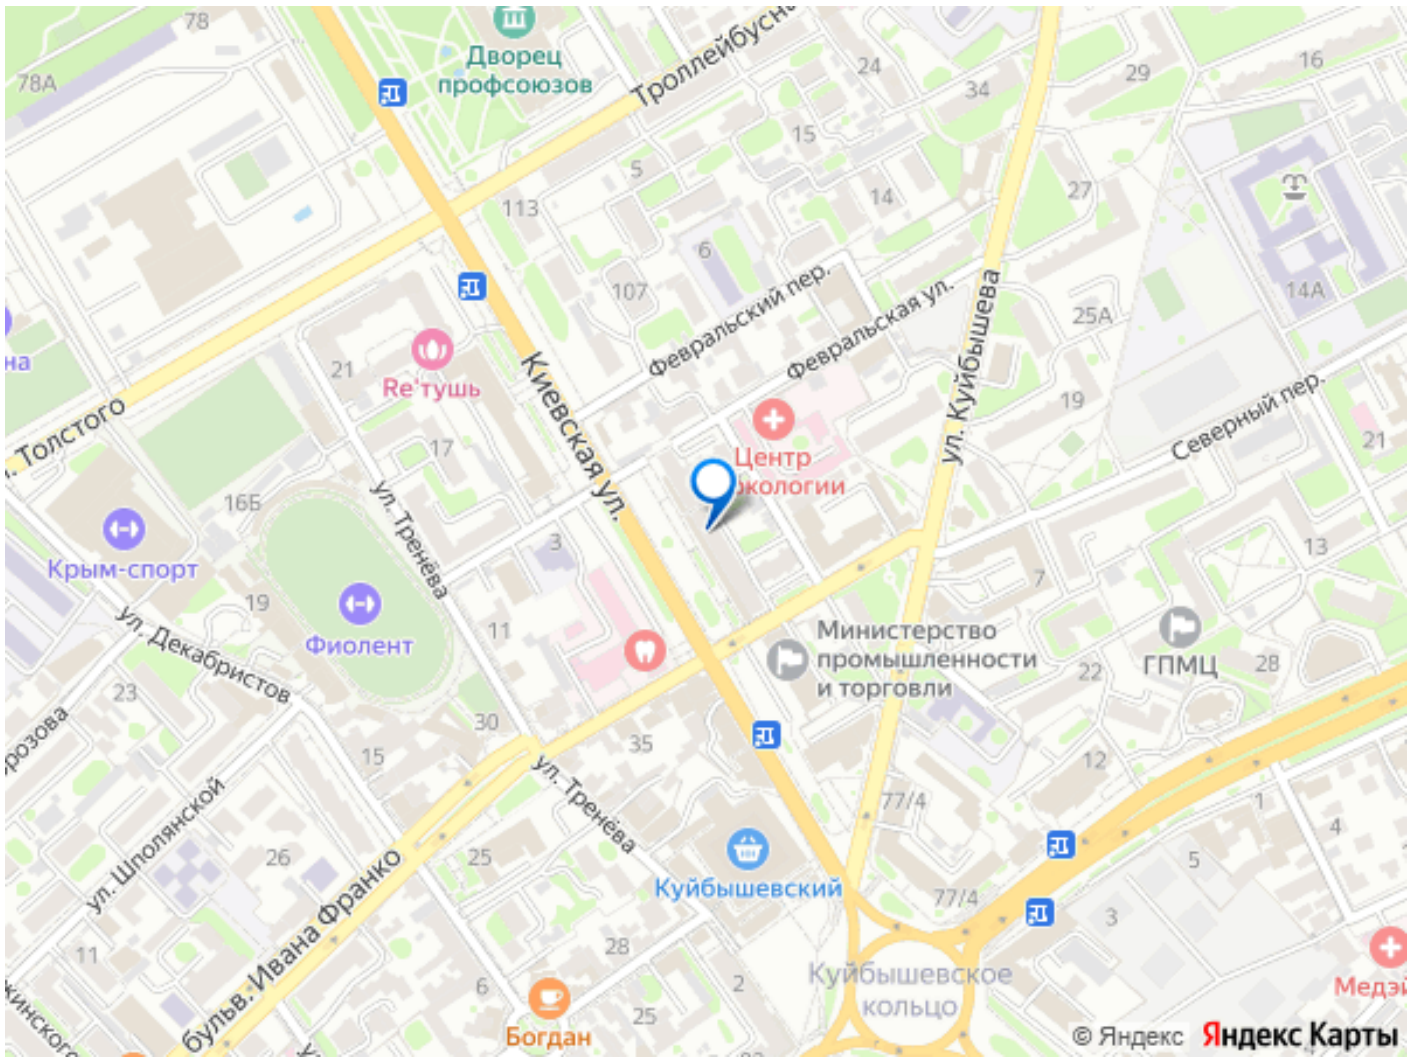 78
78А
Дворец
профсоюзов
24
34
29
16
15
5
113
14
27
6
107
14А
Февральский пер.
Февральская ул.
25А
ул. Куйбышева
21
Re'тушь
Киевская ул.
на
Толстого
17
19
Северный пер.
21
Центр
16Б
ул. Тренёва
Крым-спорт
3
13
7
19
Фиолент
11
ул. Декабристов
Министерство
промышленности
и торговли
ГПМЦ
28
22
23
30
35
15
12
ул. Тренёва
77/4
1
4
ул. Шполянской
26
25
5
Куйбышевский
77/4
3
бульв. Ивана Франко
11
28
2
6
Куйбышевское
кольцо
25
Богдан
© Яндекс Яндекс Карты